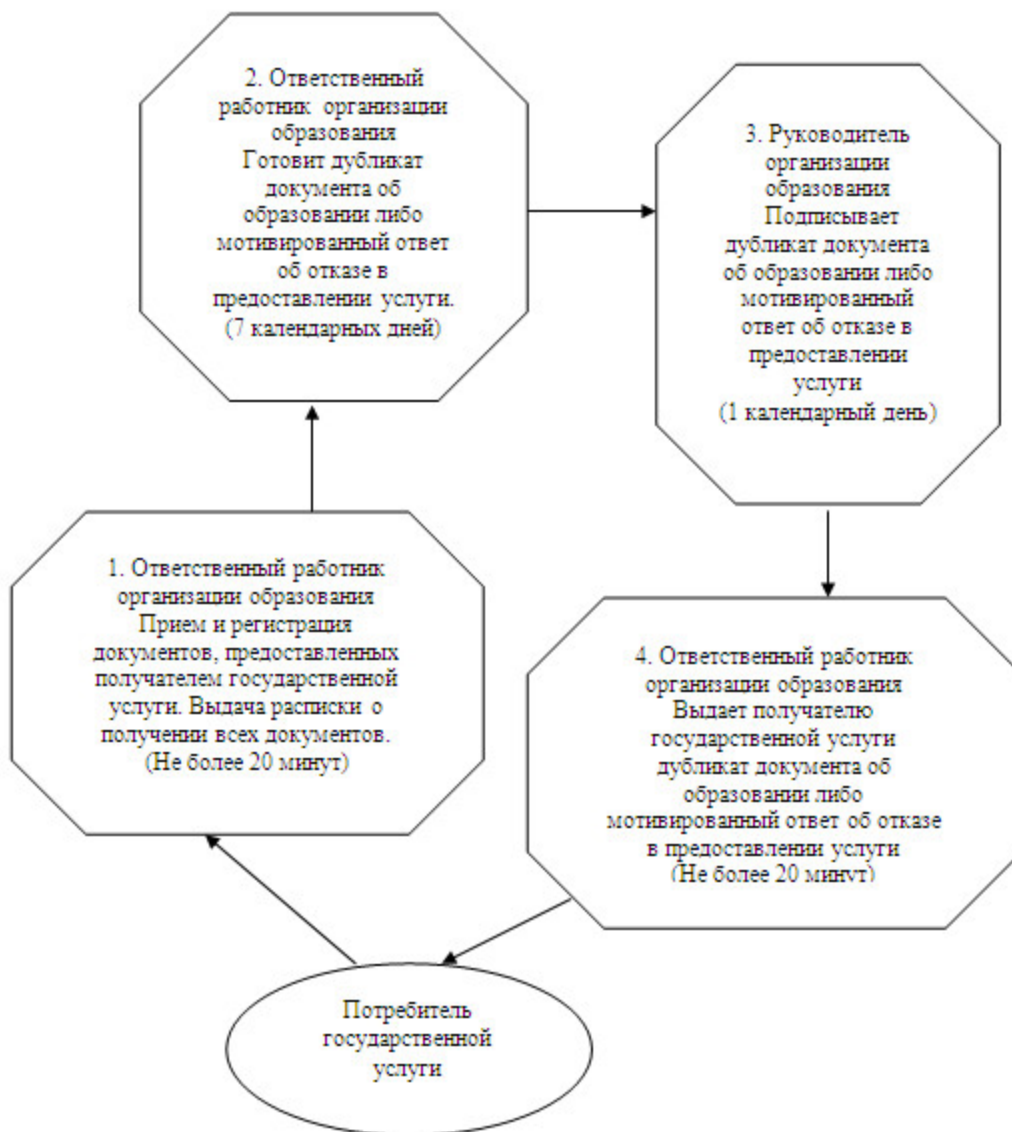 1. Ответственный работник
организации образования
Прием и регистрация
документов, предоставленных
получателем государственной
услуги. Выдача расписки о
получении всех документов.
(Не более 20 минут)
2. Ответственный
работник организации
образования
Готовит дубликат
документа об
образовании либо
мотивированный ответ
об отказе в
предоставлении услуги.
(7 календарных дней)
3. Руководитель
организации
образования
Подписывает
дубликат документа
об образовании либо
мотивированный
ответ об отказе в
предоставлении
услуги
(1 календарный день)
4. Ответственный работник
организации образования
Выдает получателю
государственной услуги
дубликат документа об
образовании либо
мотивированный ответ об отказе
в предоставлении услуги
(Не более 20 минут)
Потребитель
государственной
услуги